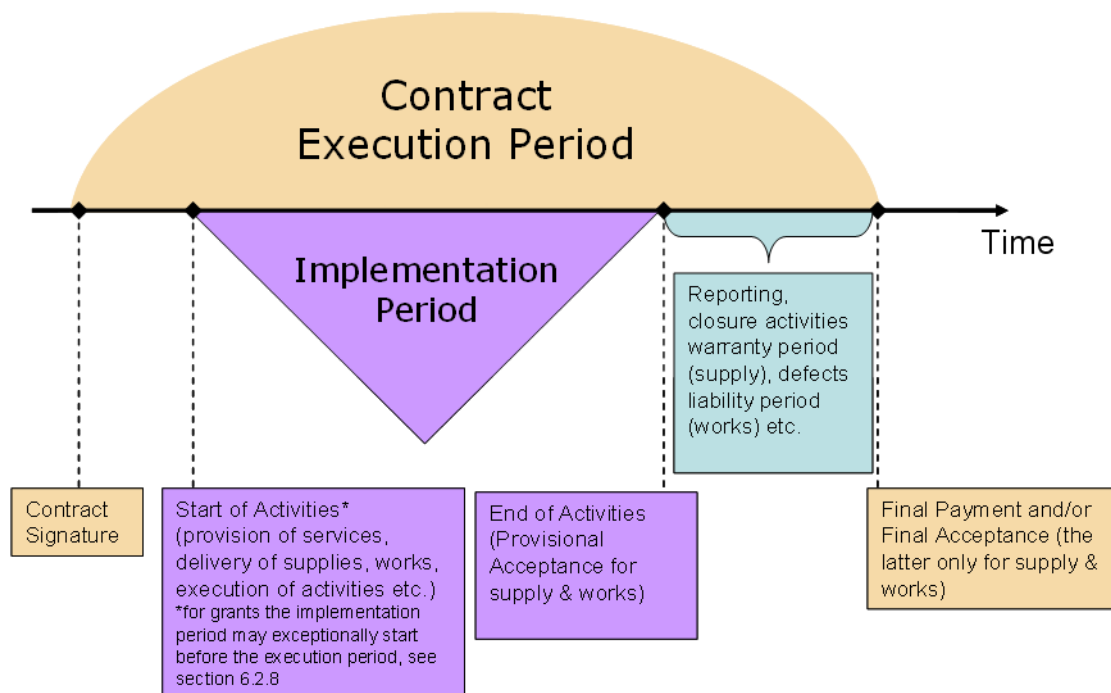 Contract
Execution Period
Time
Implementation
Period
Reporting,
closure activities
warranty period
(supply), defects
liability period
(works) etc.
Contract
Signature
Start of Activities*
(provision of services,
delivery of supplies, works,
execution of activities etc.)
*for grants the implementation
period may exceptionally start
before the execution period, see
section 6.2.8
End of Activities
(Provisional
Acceptance for
supply & works)
Final Payment and/or
Final Acceptance (the
latter only for supply &
works)